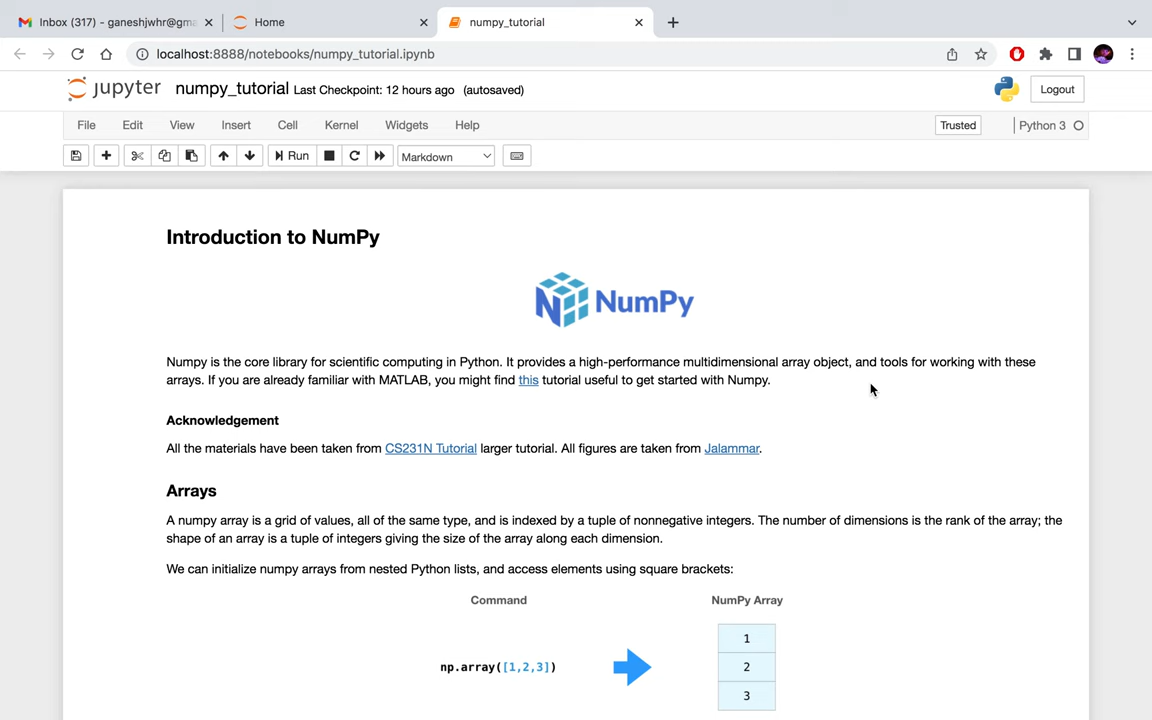 Inbox (317) - ganeshjwhr@gma
Home
numpy_tutorial
localhost:8888/notebooks/numpy_tutorial.ipynb
jupyter numpy_tutorial Last Checkpoint: 12 hours ago (autosaved)
Logout
File Edit View Insert Cell Kernel Widgets Help
Trusted
Python 3
Run
Markdown
Introduction to NumPy
NumPy
Numpy is the core library for scientific computing in Python. It provides a high-performance multidimensional array object, and tools for working with these
arrays. If you are already familiar with MATLAB, you might find this tutorial useful to get started with Numpy.
Acknowledgement
All the materials have been taken from CS231N Tutorial larger tutorial. All figures are taken from Jalammar.
Arrays
A numpy array is a grid of values, all of the same type, and is indexed by a tuple of nonnegative integers. The number of dimensions is the rank of the array; the
shape of an array is a tuple of integers giving the size of the array along each dimension.
We can initialize numpy arrays from nested Python lists, and access elements using square brackets:
Command
NumPy Array
np.array([1,2,3])
1
2
3